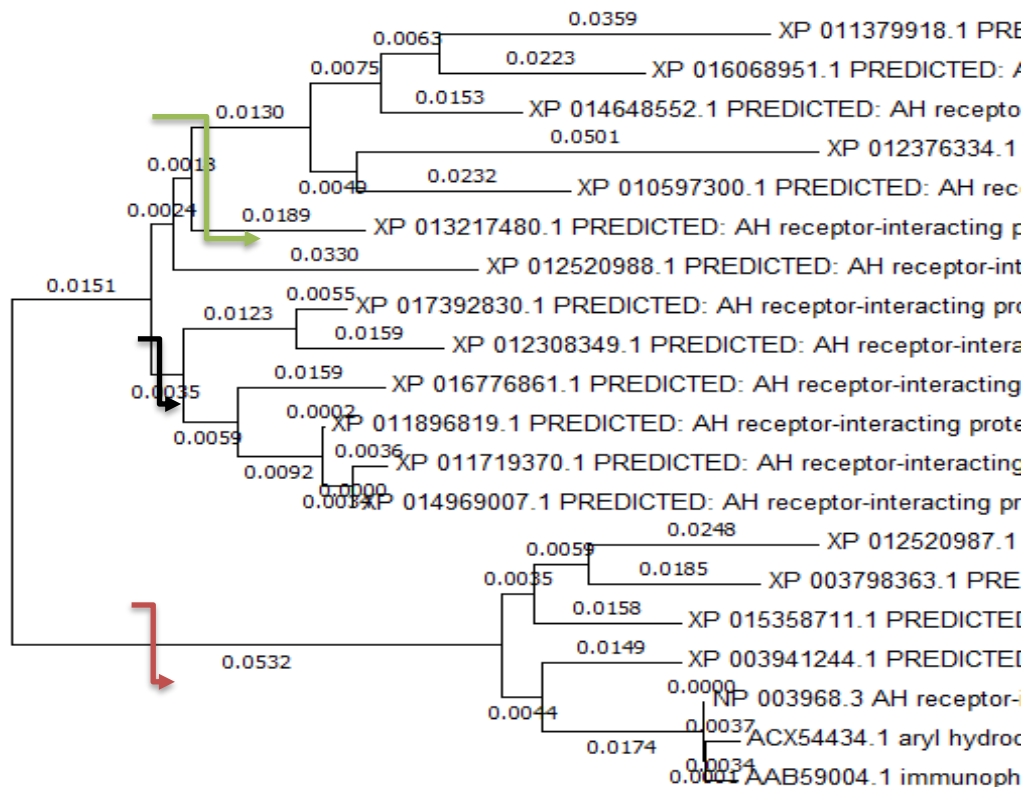 0.0359
XP 011379918.1 PRE
0.0063
0.0223
XP 016068951.1 PREDICTED: A
0.0075
0.0153
XP 014648552.1 PREDICTED: AH recepto
0.0130
0.0501
XP 012376334.1
0.0013
0.0043
0.0232
XP 010597300.1 PREDICTED: AH rec
0.0024
0.0189
XP 013217480.1 PREDICTED: AH receptor-interacting p
0.0330
XP 012520988.1 PREDICTED: AH receptor-int
0.0151
0.0055
XP 017392830.1 PREDICTED: AH receptor-interacting pro
0.0123
0.0159
XP 012308349.1 PREDICTED: AH receptor-intera
0.0035
0.0159
XP 016776861.1 PREDICTED: AH receptor-interacting
0.0002
XP 011896819.1 PREDICTED: AH receptor-interacting prote
0.0059
0.0036
XP 011719370.1 PREDICTED: AH receptor-interacting
0.0092
0.0000
0.0034
XP 014969007.1 PREDICTED: AH receptor-interacting pr
0.0248
XP 012520987.1
0.0059
0.0185
XP 003798363.1 PRE
0.0035
0.0158
XP 015358711.1 PREDICTED
0.0149
XP 003941244.1 PREDICTED
0.0532
0.0000
NP 003968.3 AH receptor-i
0.0044
0.0037
ACX54434.1 aryl hydroc
0.0174
0.0034
0.0001
AAB59004.1 immunoph